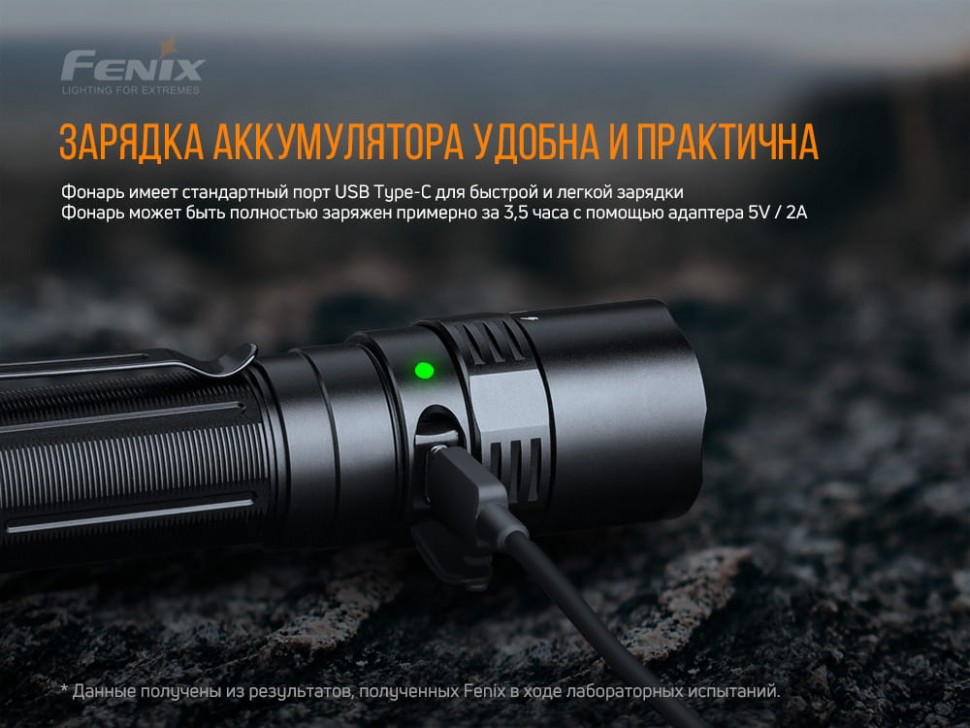 FENIX
LIGHTING FOR EXTREMES
ЗАРЯДКА АККУМУЛЯТОРА УДОБНА И ПРАКТИЧНА
Фонарь имеет стандартный порт USB Type-C для быстрой и легкой зарядки
Фонарь может быть полностью заряжен примерно за 3,5 часа с помощью адаптера 5V / 2A
* Данные получены из результатов, полученных Fenix в ходе лабораторных испытаний.